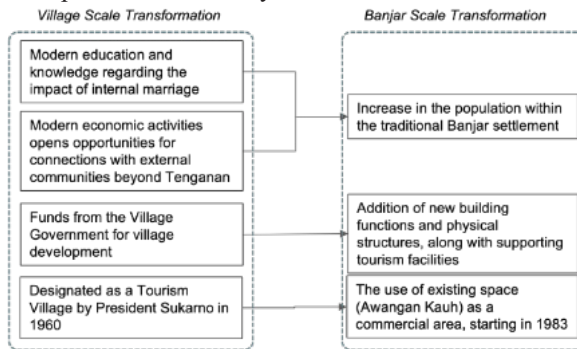 Village Scale Transformation
Banjar Scale Transformation
Modern education and
knowledge regarding the
impact of internal marriage
Modern economic activities
opens opportunities for
connections with external
communities beyond Tenganan
Increase in the population within
the traditional Banjar settlement
Funds from the Village
Government for village
development
Addition of new building
functions and physical
structures, along with supporting
tourism facilities
Designated as a Tourism
Village by President Sukarno in
1960
The use of existing space
(Awangan Kauh) as a
commercial area, starting in 1983